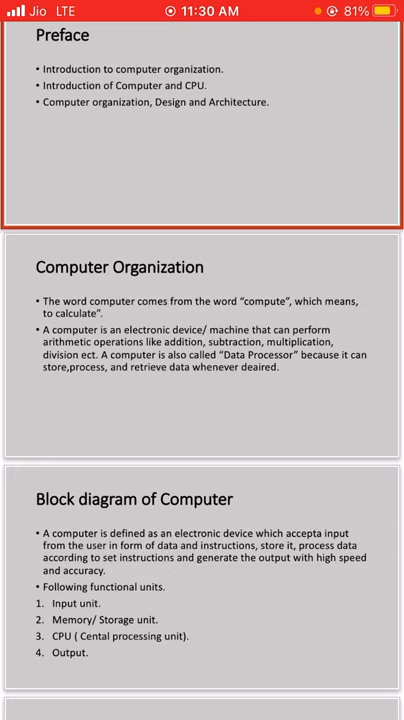 Jio LTE 11:30 AM 81%
Preface
• Introduction to computer organization.
• Introduction of Computer and CPU.
• Computer organization, Design and Architecture.
Computer Organization
• The word computer comes from the word “compute”, which means,
to calculate”.
• A computer is an electronic device/ machine that can perform
arithmetic operations like addition, subtraction, multiplication,
division ect. A computer is also called “Data Processor” because it can
store,process, and retrieve data whenever deaired.
Block diagram of Computer
• A computer is defined as an electronic device which accepta input
from the user in form of data and instructions, store it, process data
according to set instructions and generate the output with high speed
and accuracy.
• Following functional units.
1. Input unit.
2. Memory/ Storage unit.
3. CPU ( Cental processing unit).
4. Output.